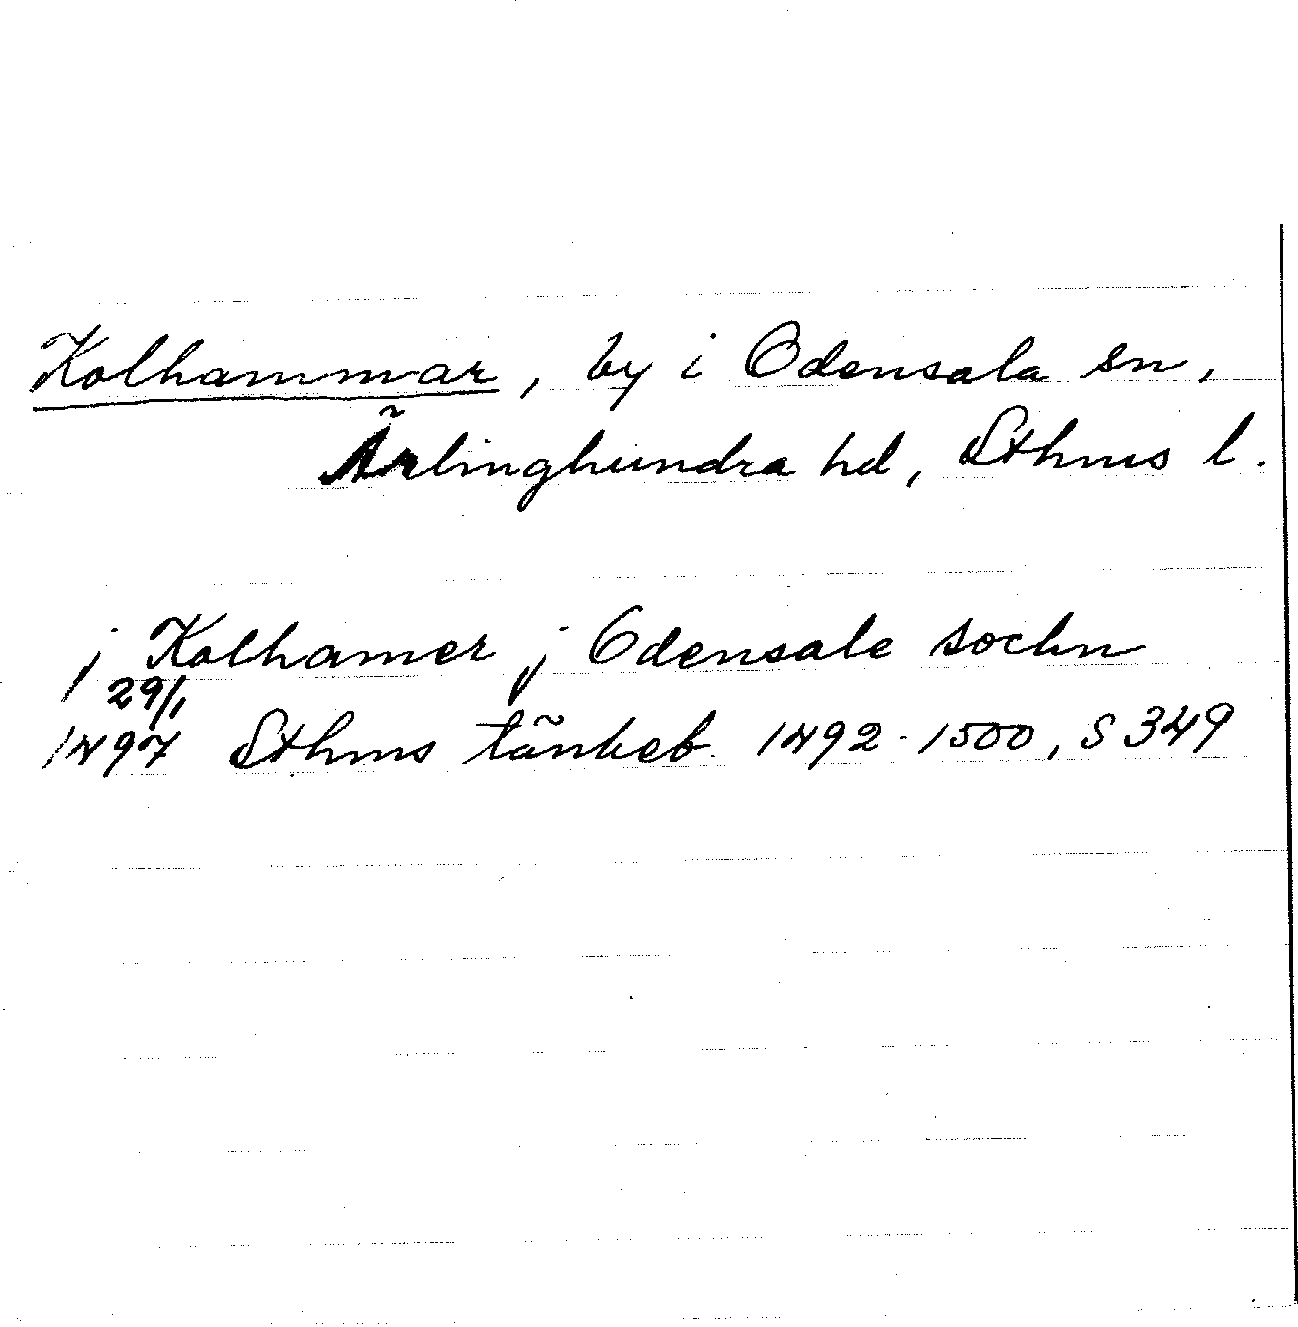 Kolhammar, by i Odensala sn,
Ärlinghundra hd, Sthms l.
j Kolhamer j Odensale sochn
29/1
1497 Sthms tänkeb. 1492-1500, S 349